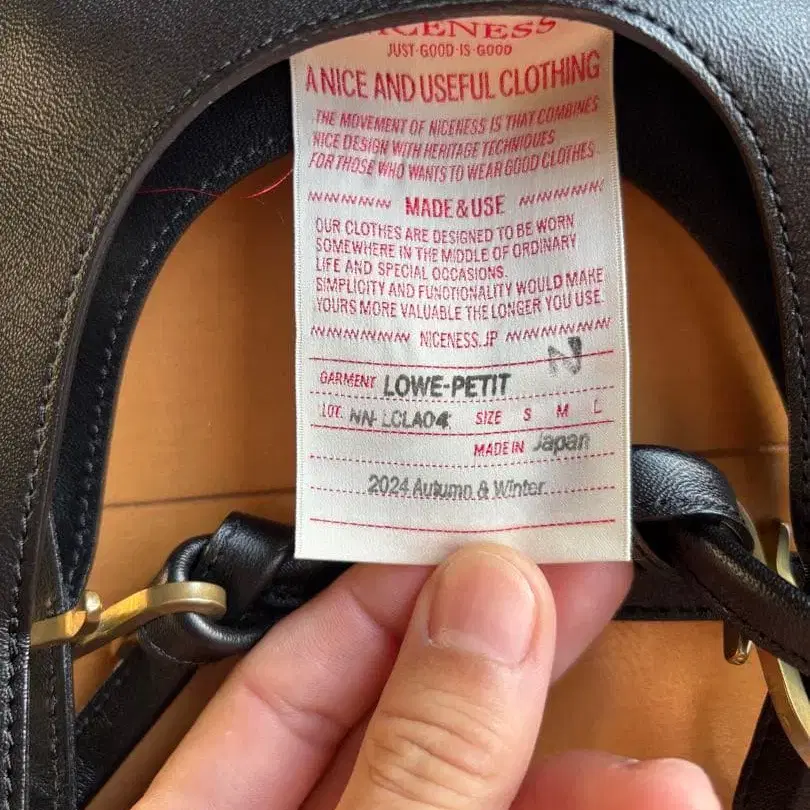 NICENESS
JUST·GOOD·IS·GOOD
A NICE AND USEFUL CLOTHING
THE MOVEMENT OF NICENESS IS THAT COMBINES
NICE DESIGN WITH HERITAGE TECHNIQUES
FOR THOSE WHO WANTS TO WEAR GOOD CLOTHES.
MADE & USE
OUR CLOTHES ARE DESIGNED TO BE WORN
SOMEWHERE IN THE MIDDLE OF ORDINARY
LIFE AND SPECIAL OCCASIONS.
SIMPLICITY AND FUNCTIONALITY WOULD MAKE
YOURS MORE VALUABLE THE LONGER YOU USE.
NICENESS.JP
N
GARMENT LOWE-PETIT
LOT. NN-LCLA04 SIZE S M L
MADE IN Japan
2024 Autumn & Winter